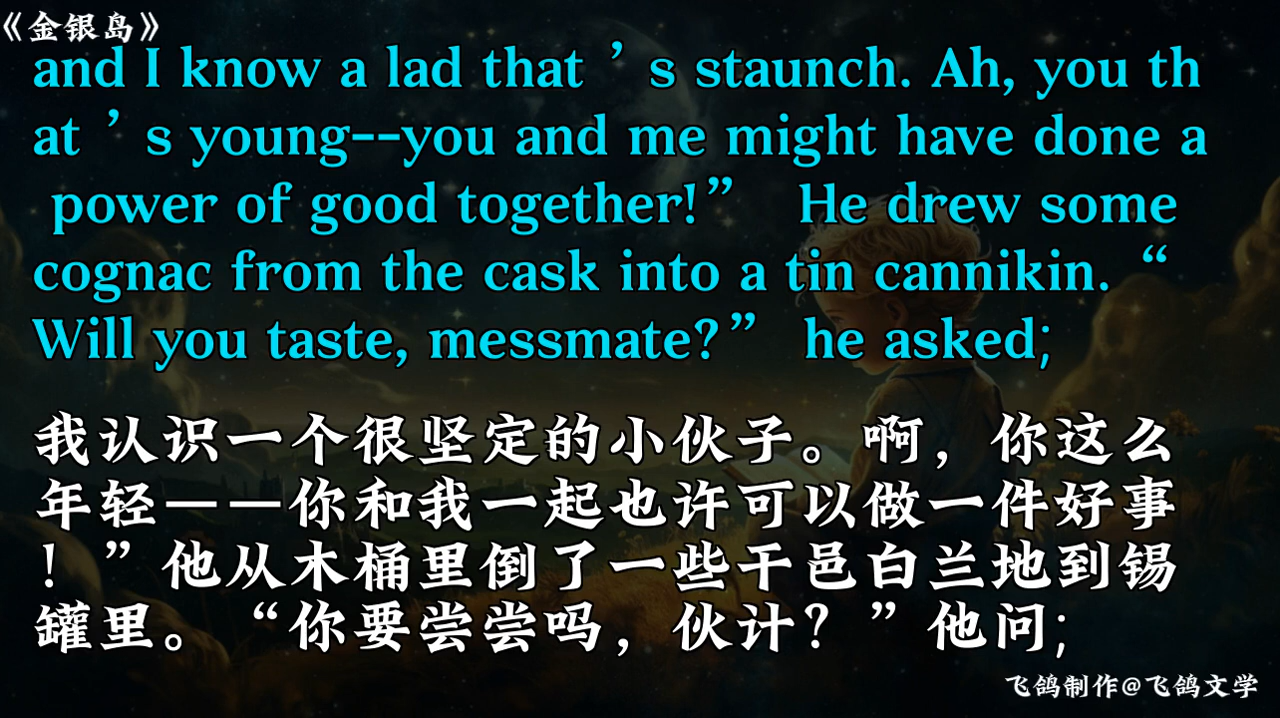 《金银岛》
and I know a lad that ’ s staunch. Ah, you th
at ’ s young--you and me might have done a
power of good together!” He drew some
cognac from the cask into a tin cannikin. “
Will you taste, messmate?” he asked;
我认识一个很坚定的小伙子。啊，你这么
年轻——你和我一起也许可以做一件好事
！”他从木桶里倒了一些干邑白兰地到锡
罐里。“你要尝尝吗，伙计？”他问;
飞鸽制作@飞鸽文学